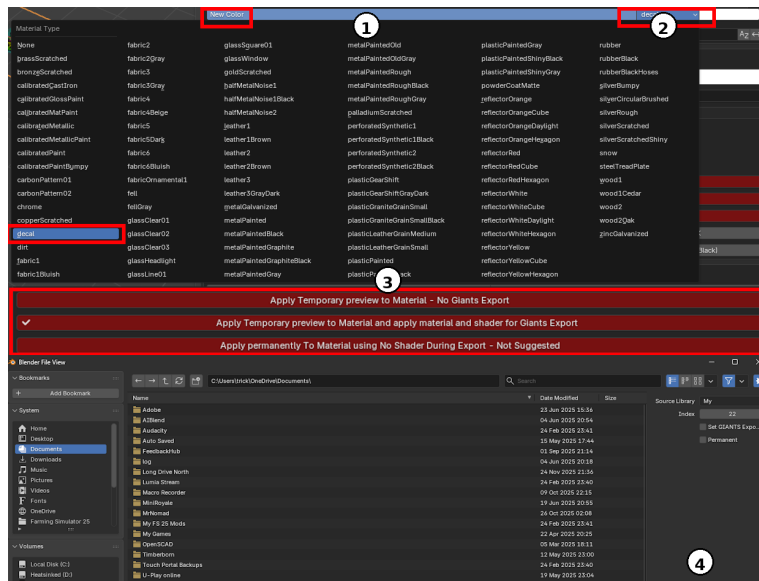 New Color
1
2
Material Type
None
brassScratched
bronzeScratched
calibratedCastIron
calibratedGlossPaint
calibratedMatPaint
calibratedMetallic
calibratedMetallicPaint
calibratedPaint
calibratedPaintBumpy
carbonPattern01
carbonPattern02
chrome
copperScratched
decal
dirt
fabric1
fabric1Bluish
fabric2
fabric2Gray
fabric3
fabric3Gray
fabric4
fabric4Beige
fabric5
fabric5Dark
fabric6
fabric6Bluish
fabricOrnamental1
fell
fellGray
glassClear01
glassClear02
glassClear03
glassHeadlight
glassLine01
glassSquare01
glassWindow
goldScratched
halfMetalNoise1
halfMetalNoise1Black
halfMetalNoise2
leather1
leather1Brown
leather2
leather2Brown
leather3
leather3GrayDark
metalGalvanized
metalPainted
metalPaintedBlack
metalPaintedGraphite
metalPaintedGraphiteBlack
metalPaintedGray
metalPaintedOld
metalPaintedOldGray
metalPaintedRough
metalPaintedRoughBlack
metalPaintedRoughGray
palladiumScratched
perforatedSynthetic1
perforatedSynthetic1Black
perforatedSynthetic2
perforatedSynthetic2Black
plasticGearShift
plasticGearShiftGrayDark
plasticGraniteGrainSmall
plasticGraniteGrainSmallBlack
plasticLeatherGrainMedium
plasticLeatherGrainSmall
plasticPainted
plasticPaintedGray
plasticPaintedShinyBlack
plasticPaintedShinyGray
powderCoatMatte
reflectorOrange
reflectorOrangeCube
reflectorOrangeDaylight
reflectorOrangeHexagon
reflectorRed
reflectorRedCube
reflectorRedHexagon
reflectorWhite
reflectorWhiteCube
reflectorWhiteDaylight
reflectorWhiteHexagon
reflectorYellow
reflectorYellowCube
reflectorYellowHexagon
rubber
rubberBlack
rubberBlackHoses
silverBumpy
silverCircularBrushed
silverRough
silverScratched
silverScratchedShiny
snow
steelTreadPlate
wood1
wood1Cedar
wood2
wood2Oak
zincGalvanized
Black)
3
Apply Temporary preview to Material - No Giants Export
Apply Temporary preview to Material and apply material and shader for Giants Export
Apply permanently To Material using No Shader During Export - Not Suggested
Blender File View
Bookmarks
Add Bookmark
System
Home
Desktop
Documents
Downloads
Music
Pictures
Videos
Fonts
OneDrive
Farming Simulator 25
Volumes
Local Disk (C:)
Heatsinked (D:)
C:\Users\trick\OneDrive\Documents\
Search
Name Date Modified Size
Adobe 23 Jun 2025 15:36
AIBlend 04 Jun 2025 20:54
Audacity 24 Feb 2025 23:41
Auto Saved 15 May 2025 17:44
FeedbackHub 01 Sep 2025 21:14
log 04 Jun 2025 20:18
Long Drive North 24 Nov 2025 21:36
Lumia Stream 24 Feb 2025 23:40
Macro Recorder 09 Oct 2025 22:15
MiniRoyale 19 Jun 2025 20:55
MrNomad 26 Oct 2025 02:08
My FS 25 Mods 24 Feb 2025 23:41
My Games 22 Apr 2025 20:25
OpenSCAD 05 Mar 2025 18:11
Timberborn 12 May 2025 23:00
Touch Portal Backups 24 Feb 2025 23:40
U-Play online 19 May 2025 23:04
Source Library My
Index 22
Set GIANTS Expo...
Permanent
4